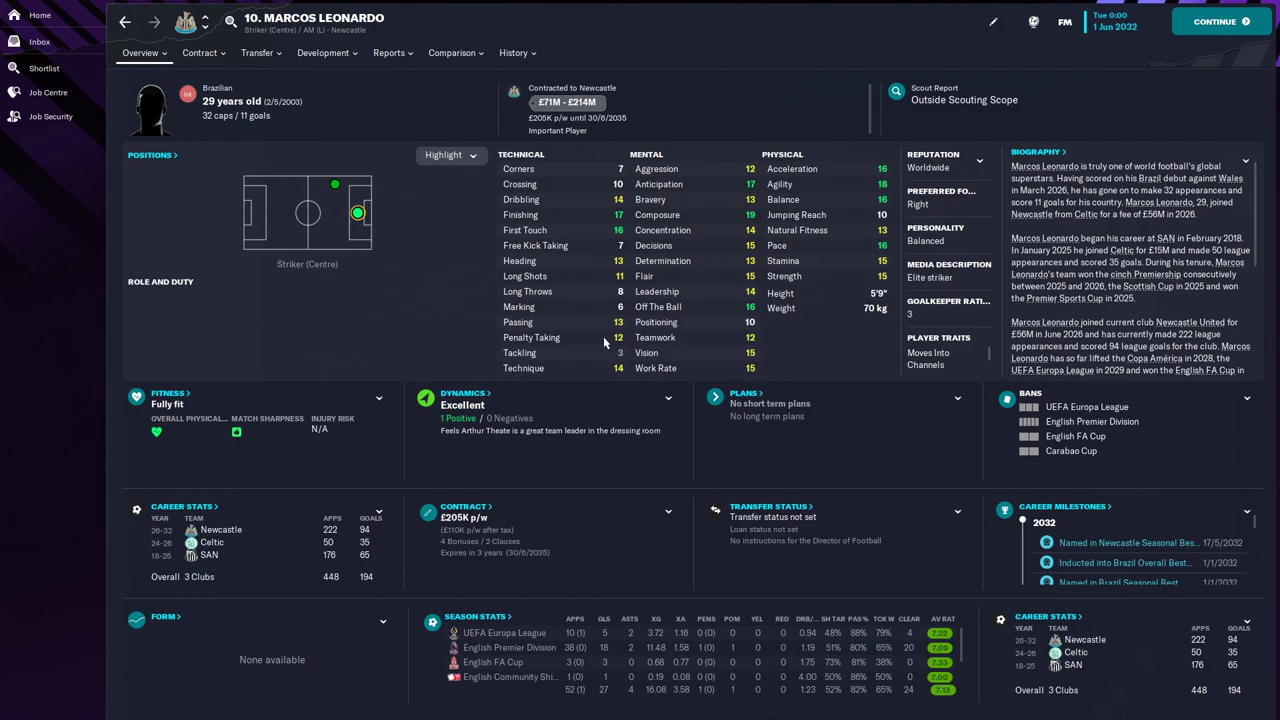 Home
Inbox
Shortlist
Job Centre
Job Security
10. MARCOS LEONARDO
Striker (Centre) / AM (L) - Newcastle
FM
Tue 0:00
1 Jun 2032
CONTINUE
Overview
Contract
Transfer
Development
Reports
Comparison
History
Int
Brazilian
29 years old (2/5/2003)
32 caps / 11 goals
Contracted to Newcastle
£71M - £214M
£205K p/w until 30/6/2035
Important Player
Scout Report
Outside Scouting Scope
POSITIONS
Highlight
Striker (Centre)
ROLE AND DUTY
TECHNICAL
Corners 7
Crossing 10
Dribbling 14
Finishing 17
First Touch 16
Free Kick Taking 7
Heading 13
Long Shots 11
Long Throws 8
Marking 6
Passing 13
Penalty Taking 12
Tackling 3
Technique 14
MENTAL
Aggression 12
Anticipation 17
Bravery 13
Composure 19
Concentration 14
Decisions 15
Determination 13
Flair 15
Leadership 14
Off The Ball 16
Positioning 10
Teamwork 12
Vision 15
Work Rate 15
PHYSICAL
Acceleration 16
Agility 18
Balance 16
Jumping Reach 10
Natural Fitness 13
Pace 16
Stamina 15
Strength 15
Height 5'9"
Weight 70 kg
REPUTATION
Worldwide
PREFERRED FO...
Right
PERSONALITY
Balanced
MEDIA DESCRIPTION
Elite striker
GOALKEEPER RATI...
3
PLAYER TRAITS
Moves Into
Channels
BIOGRAPHY
Marcos Leonardo is truly one of world football's global
superstars. Having scored on his Brazil debut against Wales
in March 2026, he has gone on to make 32 appearances and
score 11 goals for his country. Marcos Leonardo, 29, joined
Newcastle from Celtic for a fee of £56M in 2026.
Marcos Leonardo began his career at SAN in February 2018.
In January 2025 he joined Celtic for £15M and made 50 league
appearances and scored 35 goals. During his terrure, Marcos
Leonardo's team won the cinch Premiership consecutively
between 2025 and 2026, the Scottish Cup in 2025 and won
the Premier Sports Cup in 2025.
Marcos Leonardo joined current club Newcastle United for
£56M in June 2026 and has currently made 222 league
appearances and scored 94 league goals for the club. Marcos
Leonardo has so far lifted the Copa América in 2028, the
UEFA Europa League in 2029 and won the English FA Cup in
FITNESS
Fully fit
OVERALL PHYSICAL... MATCH SHARPNESS INJURY RISK
N/A
DYNAMICS
Excellent
1 Positive / 0 Negatives
Feels Arthur Theate is a great team leader in the dressing room
PLANS
No short term plans
No long term plans
BANS
UEFA Europa League
English Premier Division
English FA Cup
Carabao Cup
CAREER STATS
YEAR TEAM APPS GOALS
26-32 Newcastle 222 94
24-26 Celtic 50 35
18-25 SAN 176 65
Overall 3 Clubs 448 194
CONTRACT
£205K p/w
(£110K p/w after tax)
4 Bonuses / 2 Clauses
Expires in 3 years (30/6/2035)
TRANSFER STATUS
Transfer status not set
Loan status not set
No instructions for the Director of Football
CAREER MILESTONES
2032
Named in Newcastle Seasonal Bes... 17/5/2032
Inducted into Brazil Overall Best... 1/1/2032
Named in Brazil Seasonal Best 1/1/2032
FORM
None available
SEASON STATS APPS GLS ASTS XG XA PENS POM YEL RED DRB/... SH TAR PAS% TCK W CLEAR AV RAT
UEFA Europa League 10 (1) 5 2 3.72 1.16 0 (0) 0 0 0 0.94 48% 88% 79% 4 7.22
English Premier Division 38 (0) 18 2 11.48 1.58 1 (0) 1 0 0 1.19 51% 80% 65% 20 7.09
English FA Cup 3 (0) 3 0 0.68 0.77 0 (0) 0 0 0 1.75 73% 81% 38% 0 7.33
English Community Shi... 1 (0) 1 0 0.19 0.08 0 (0) 0 0 0 4.00 50% 86% 50% 0 7.00
52 (1) 27 4 16.08 3.58 1 (0) 1 0 0 1.23 52% 82% 65% 24 7.13
CAREER STATS
YEAR TEAM APPS GOALS
26-32 Newcastle 222 94
24-26 Celtic 50 35
18-25 SAN 176 65
Overall 3 Clubs 448 194